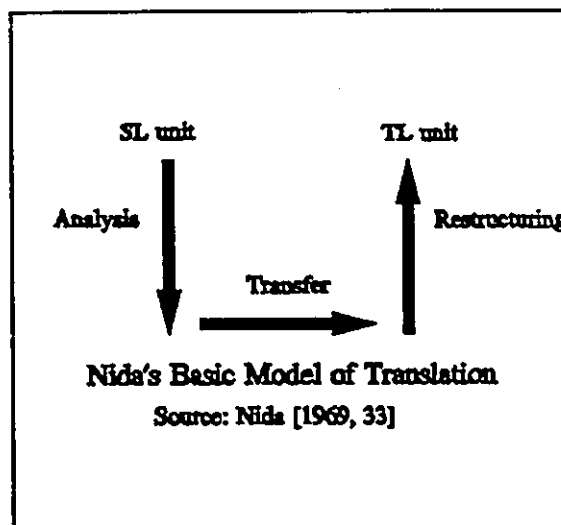 SL unit
TL unit
Analysis
Restructuring
Transfer
Nida's Basic Model of Translation
Source: Nida [1969, 33]